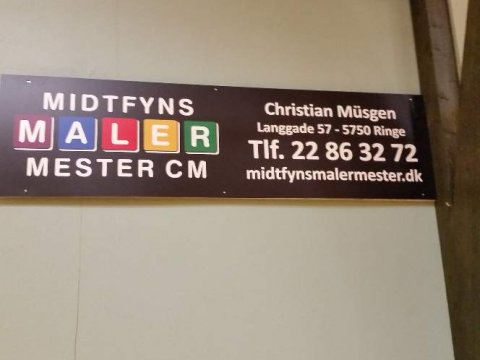 MIDTFYNS
MALER
MESTER CM
Christian Müsgen
Langgade 57 - 5750 Ringe
Tlf. 22 86 32 72
midtfynsmalermester.dk